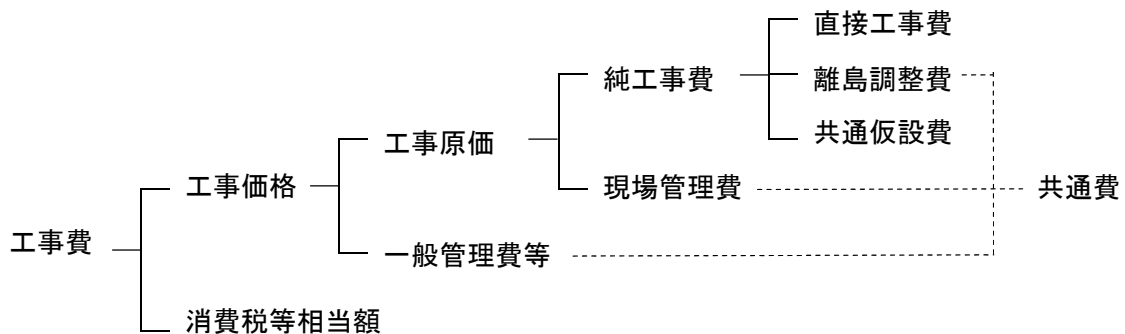 直接工事費
純工事費
離島調整費
工事原価
共通仮設費
工事価格
現場管理費
共通費
工事費
一般管理費等
消費税等相当額